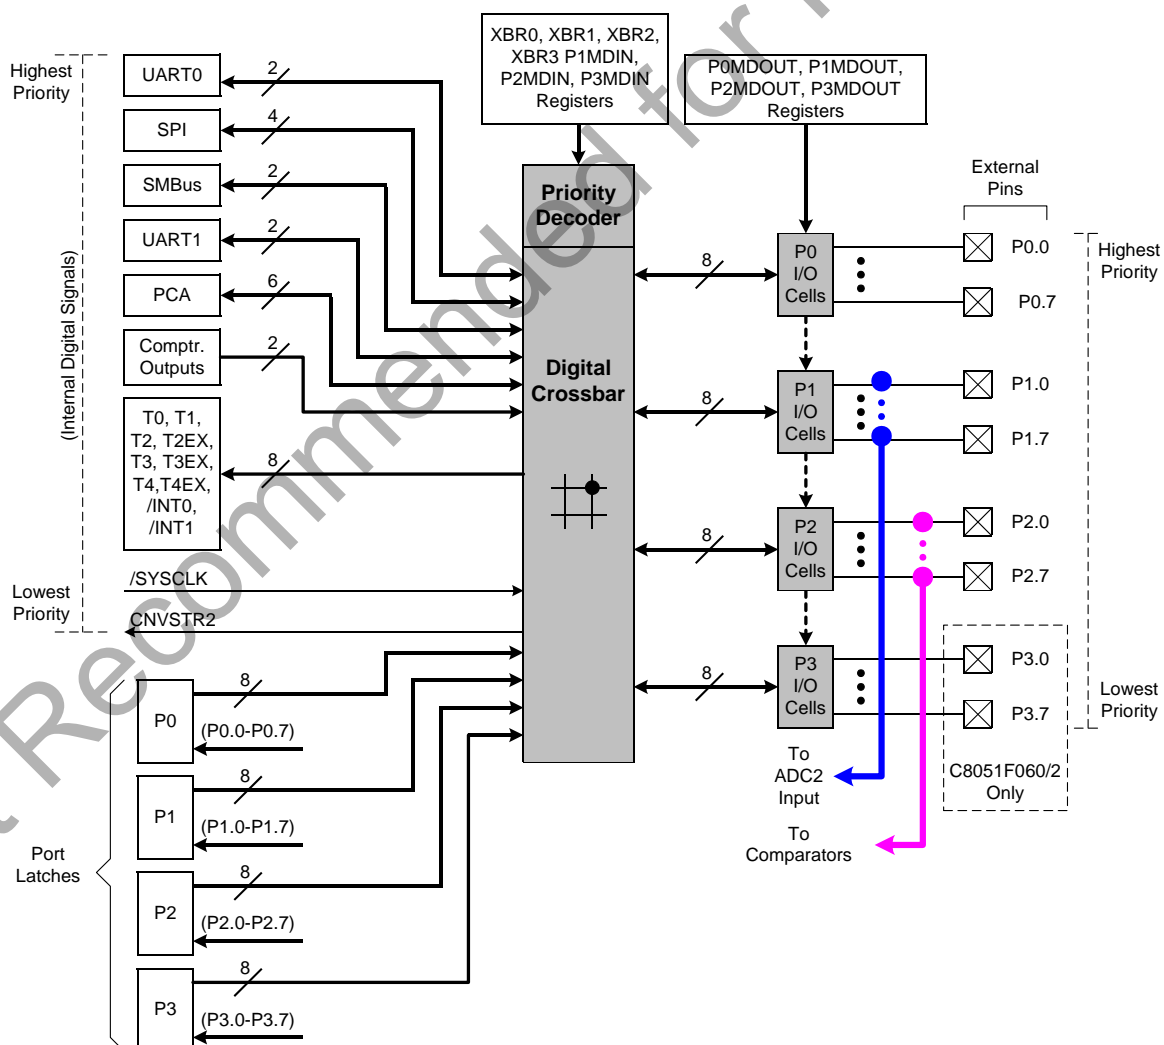 XBR0, XBR1, XBR2,
XBR3 P1MDIN,
P2MDIN, P3MDIN
Registers
P0MDOUT, P1MDOUT,
P2MDOUT, P3MDOUT
Registers
Highest
Priority
UART0
2
SPI
4
SMBus
2
UART1
2
PCA
6
Comptr.
Outputs
2
T0, T1,
T2, T2EX,
T3, T3EX,
T4,T4EX,
/INT0,
/INT1
8
(Internal Digital Signals)
Lowest
Priority
/SYSCLK
CNVSTR2
Priority
Decoder
Digital
Crossbar
External
Pins
8
P0
I/O
Cells
P0.0
P0.7
Highest
Priority
8
P1
I/O
Cells
P1.0
P1.7
8
P2
I/O
Cells
P2.0
P2.7
8
P3
I/O
Cells
P3.0
P3.7
Lowest
Priority
C8051F060/2
Only
To
ADC2
Input
To
Comparators
Port
Latches
P0
8
(P0.0-P0.7)
P1
8
(P1.0-P1.7)
P2
8
(P2.0-P2.7)
P3
8
(P3.0-P3.7)
Recommended for